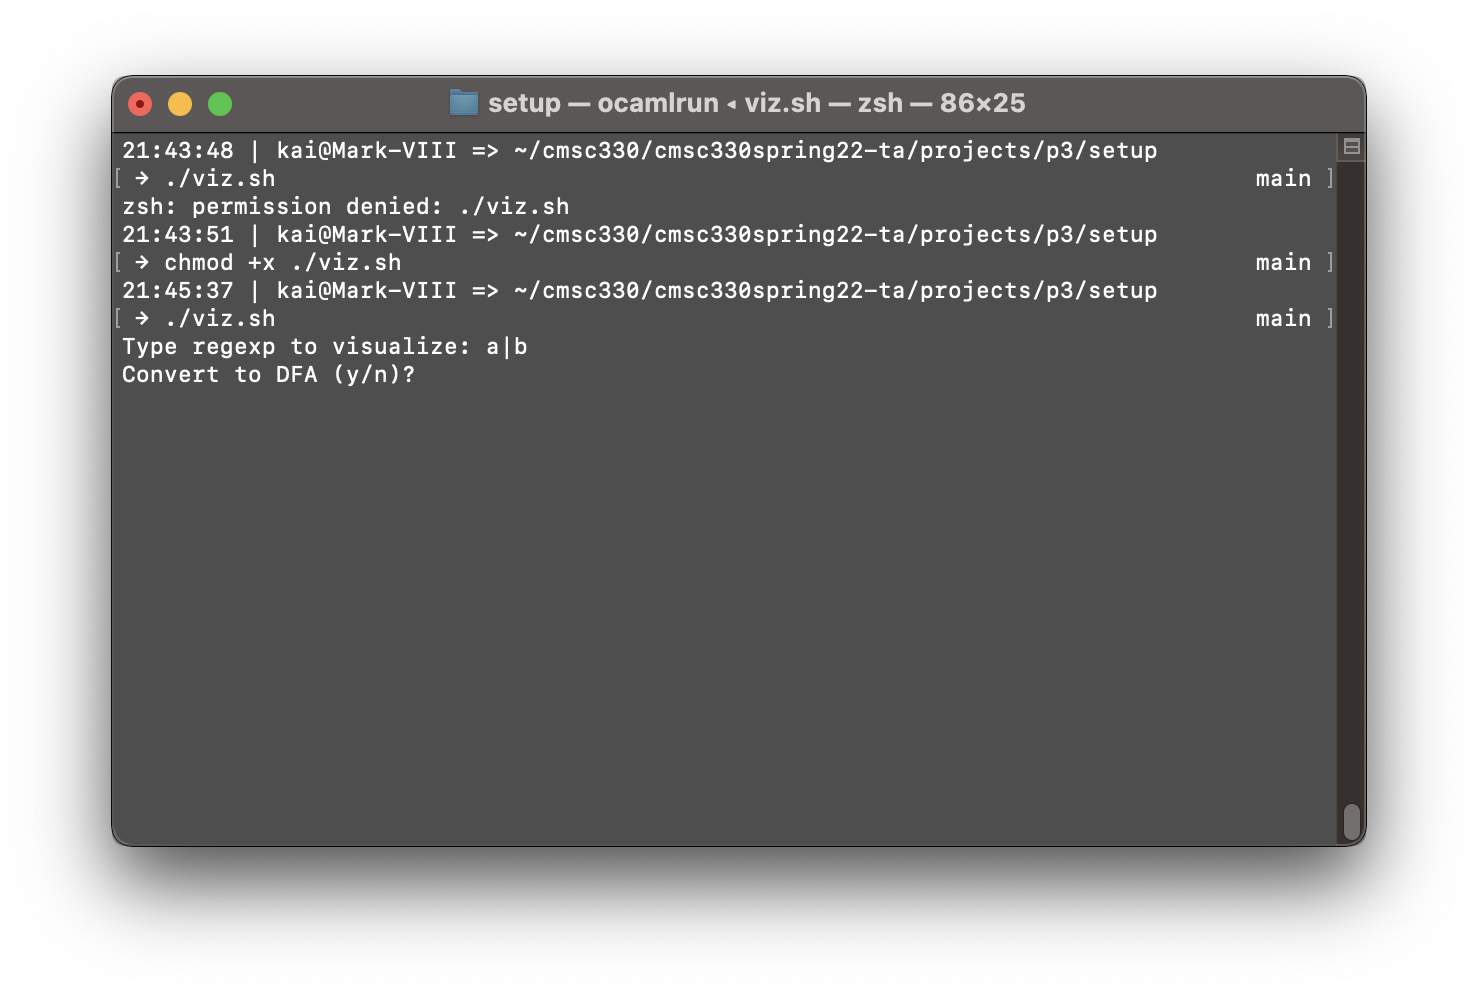 setup — ocamlrun ◂ viz.sh — zsh — 86×25
21:43:48 | kai@Mark-VIII => ~/cmsc330/cmsc330spring22-ta/projects/p3/setup
[ → ./viz.sh main ]
zsh: permission denied: ./viz.sh
21:43:51 | kai@Mark-VIII => ~/cmsc330/cmsc330spring22-ta/projects/p3/setup
[ → chmod +x ./viz.sh main ]
21:45:37 | kai@Mark-VIII => ~/cmsc330/cmsc330spring22-ta/projects/p3/setup
[ → ./viz.sh main ]
Type regexp to visualize: a|b
Convert to DFA (y/n)?